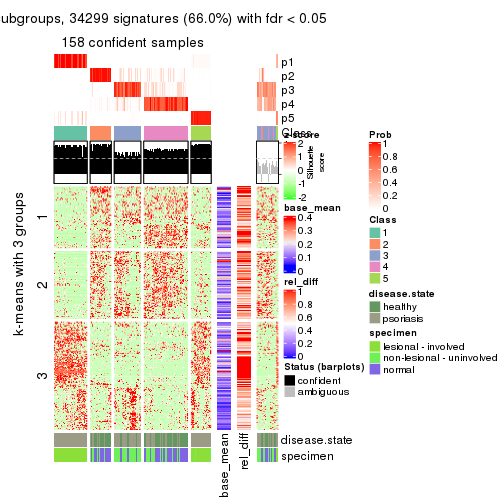 ubgroups, 34299 signatures (66.0%) with fdr < 0.05
158 confident samples
p1
p2
p3
p4
p5
Class
Silhouette
score
1
2
3
k-means with 3 groups
disease.state
specimen
base_mean
rel_diff
z-score
2
1
0
-1
-2
base_mean
0.4
0.3
0.2
0.1
0
rel_diff
1
0.8
0.6
0.4
0.2
0
Status (barplots)
confident
ambiguous
Prob
1
0.8
0.6
0.4
0.2
0
Class
1
2
3
4
5
disease.state
healthy
psoriasis
specimen
lesional - involved
non-lesional - uninvolved
normal